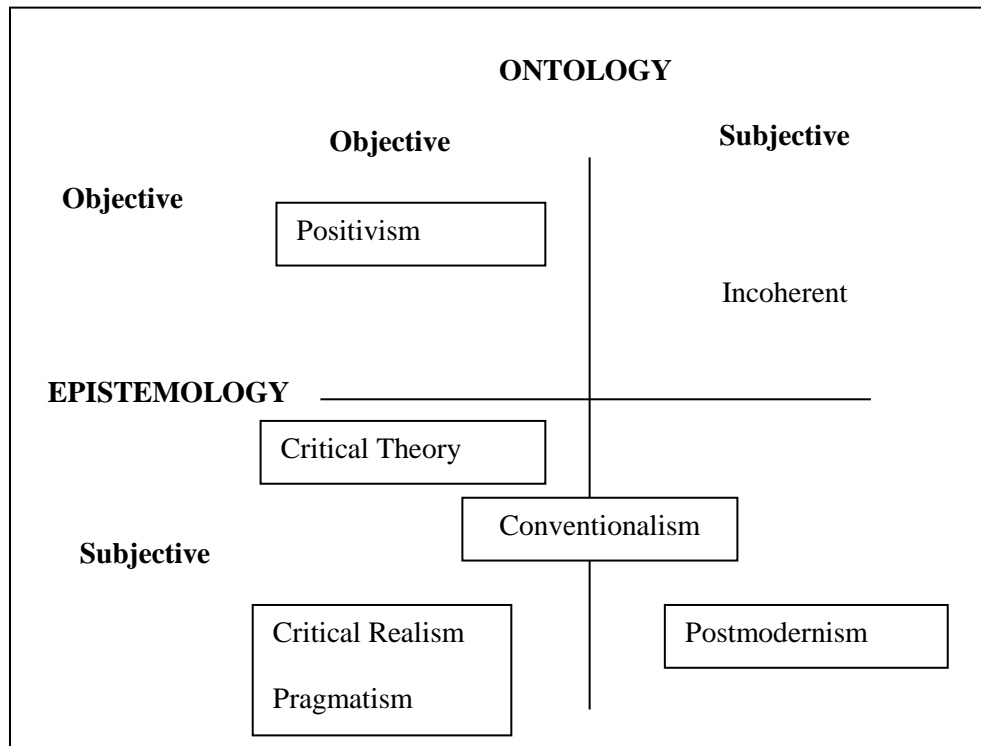 ONTOLOGY
Objective
Subjective
Objective
Positivism
Incoherent
EPISTEMOLOGY
Critical Theory
Conventionalism
Subjective
Critical Realism
Postmodernism
Pragmatism